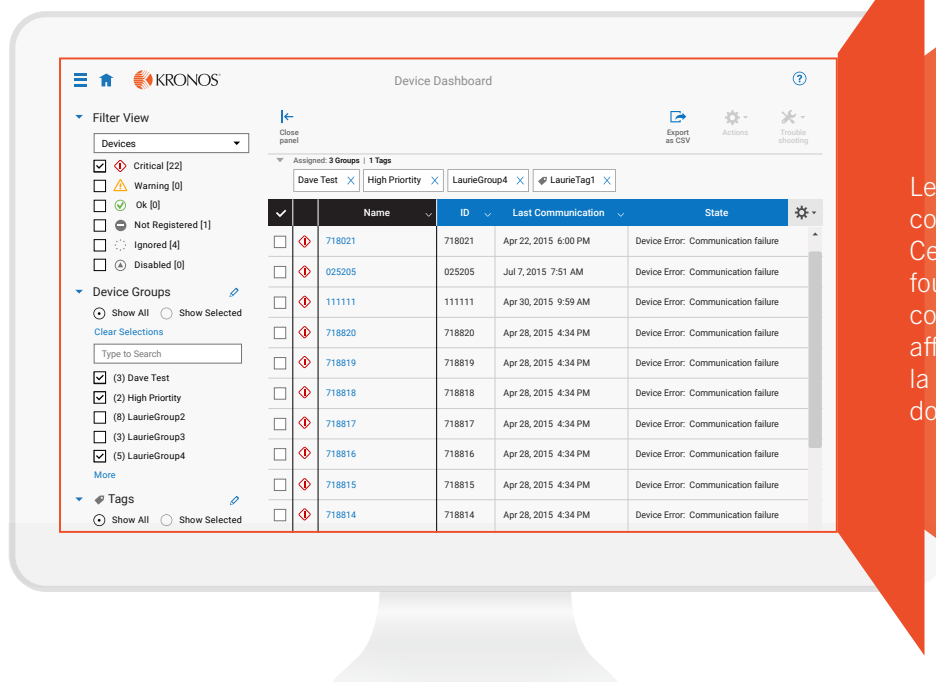 KRONOS
Device Dashboard
Filter View
Devices
Critical [22]
Warning [0]
Ok [0]
Not Registered [1]
Ignored [4]
Disabled [0]
Device Groups
Show All Show Selected
Clear Selections
Type to Search
(3) Dave Test
(2) High Priortity
(8) LaurieGroup2
(3) LaurieGroup3
(5) LaurieGroup4
More
Tags
Show All Show Selected
Close
panel
Export
as CSV
Actions
Trouble
shooting
Assigned: 3 Groups | 1 Tags
Dave Test X High Priortity X LaurieGroup4 X LaurieTag1 X
Name ID Last Communication State
718021 718021 Apr 22, 2015 6:00 PM Device Error: Communication failure
025205 025205 Jul 7, 2015 7:51 AM Device Error: Communication failure
111111 111111 Apr 30, 2015 9:59 AM Device Error: Communication failure
718820 718820 Apr 28, 2015 4:34 PM Device Error: Communication failure
718819 718819 Apr 28, 2015 4:34 PM Device Error: Communication failure
718818 718818 Apr 28, 2015 4:34 PM Device Error: Communication failure
718817 718817 Apr 28, 2015 4:34 PM Device Error: Communication failure
718816 718816 Apr 28, 2015 4:34 PM Device Error: Communication failure
718815 718815 Apr 28, 2015 4:34 PM Device Error: Communication failure
718814 718814 Apr 28, 2015 4:34 PM Device Error: Communication failure
la